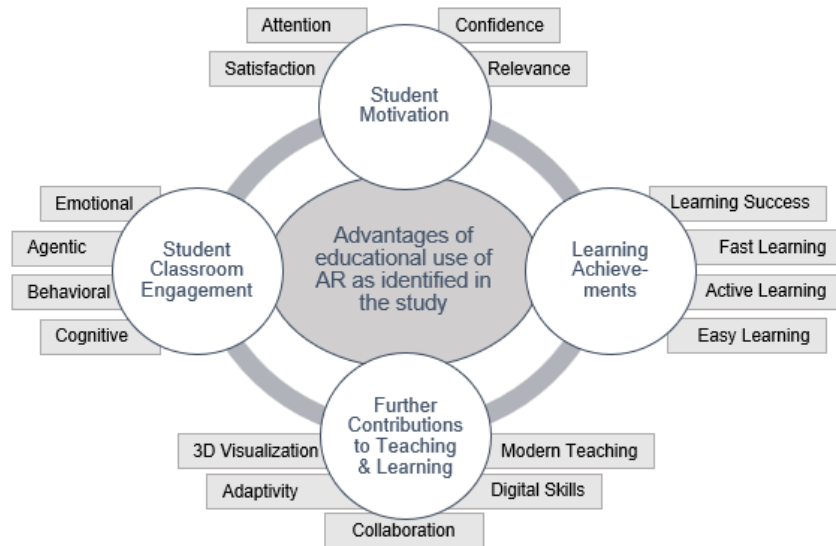 Attention
Confidence
Satisfaction
Relevance
Student
Motivation
Emotional
Agentic
Behavioral
Cognitive
Student
Classroom
Engagement
Advantages of
educational use of
AR as identified in
the study
Learning
Achieve-
ments
Learning Success
Fast Learning
Active Learning
Easy Learning
Further
Contributions
to Teaching
& Learning
3D Visualization
Modern Teaching
Adaptivity
Digital Skills
Collaboration